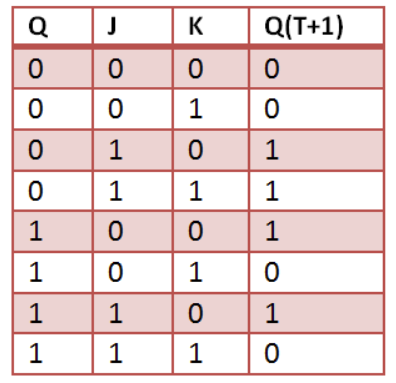 Q J K Q(T+1)
0 0 0 0
0 0 1 0
0 1 0 1
0 1 1 1
1 0 0 1
1 0 1 0
1 1 0 1
1 1 1 0